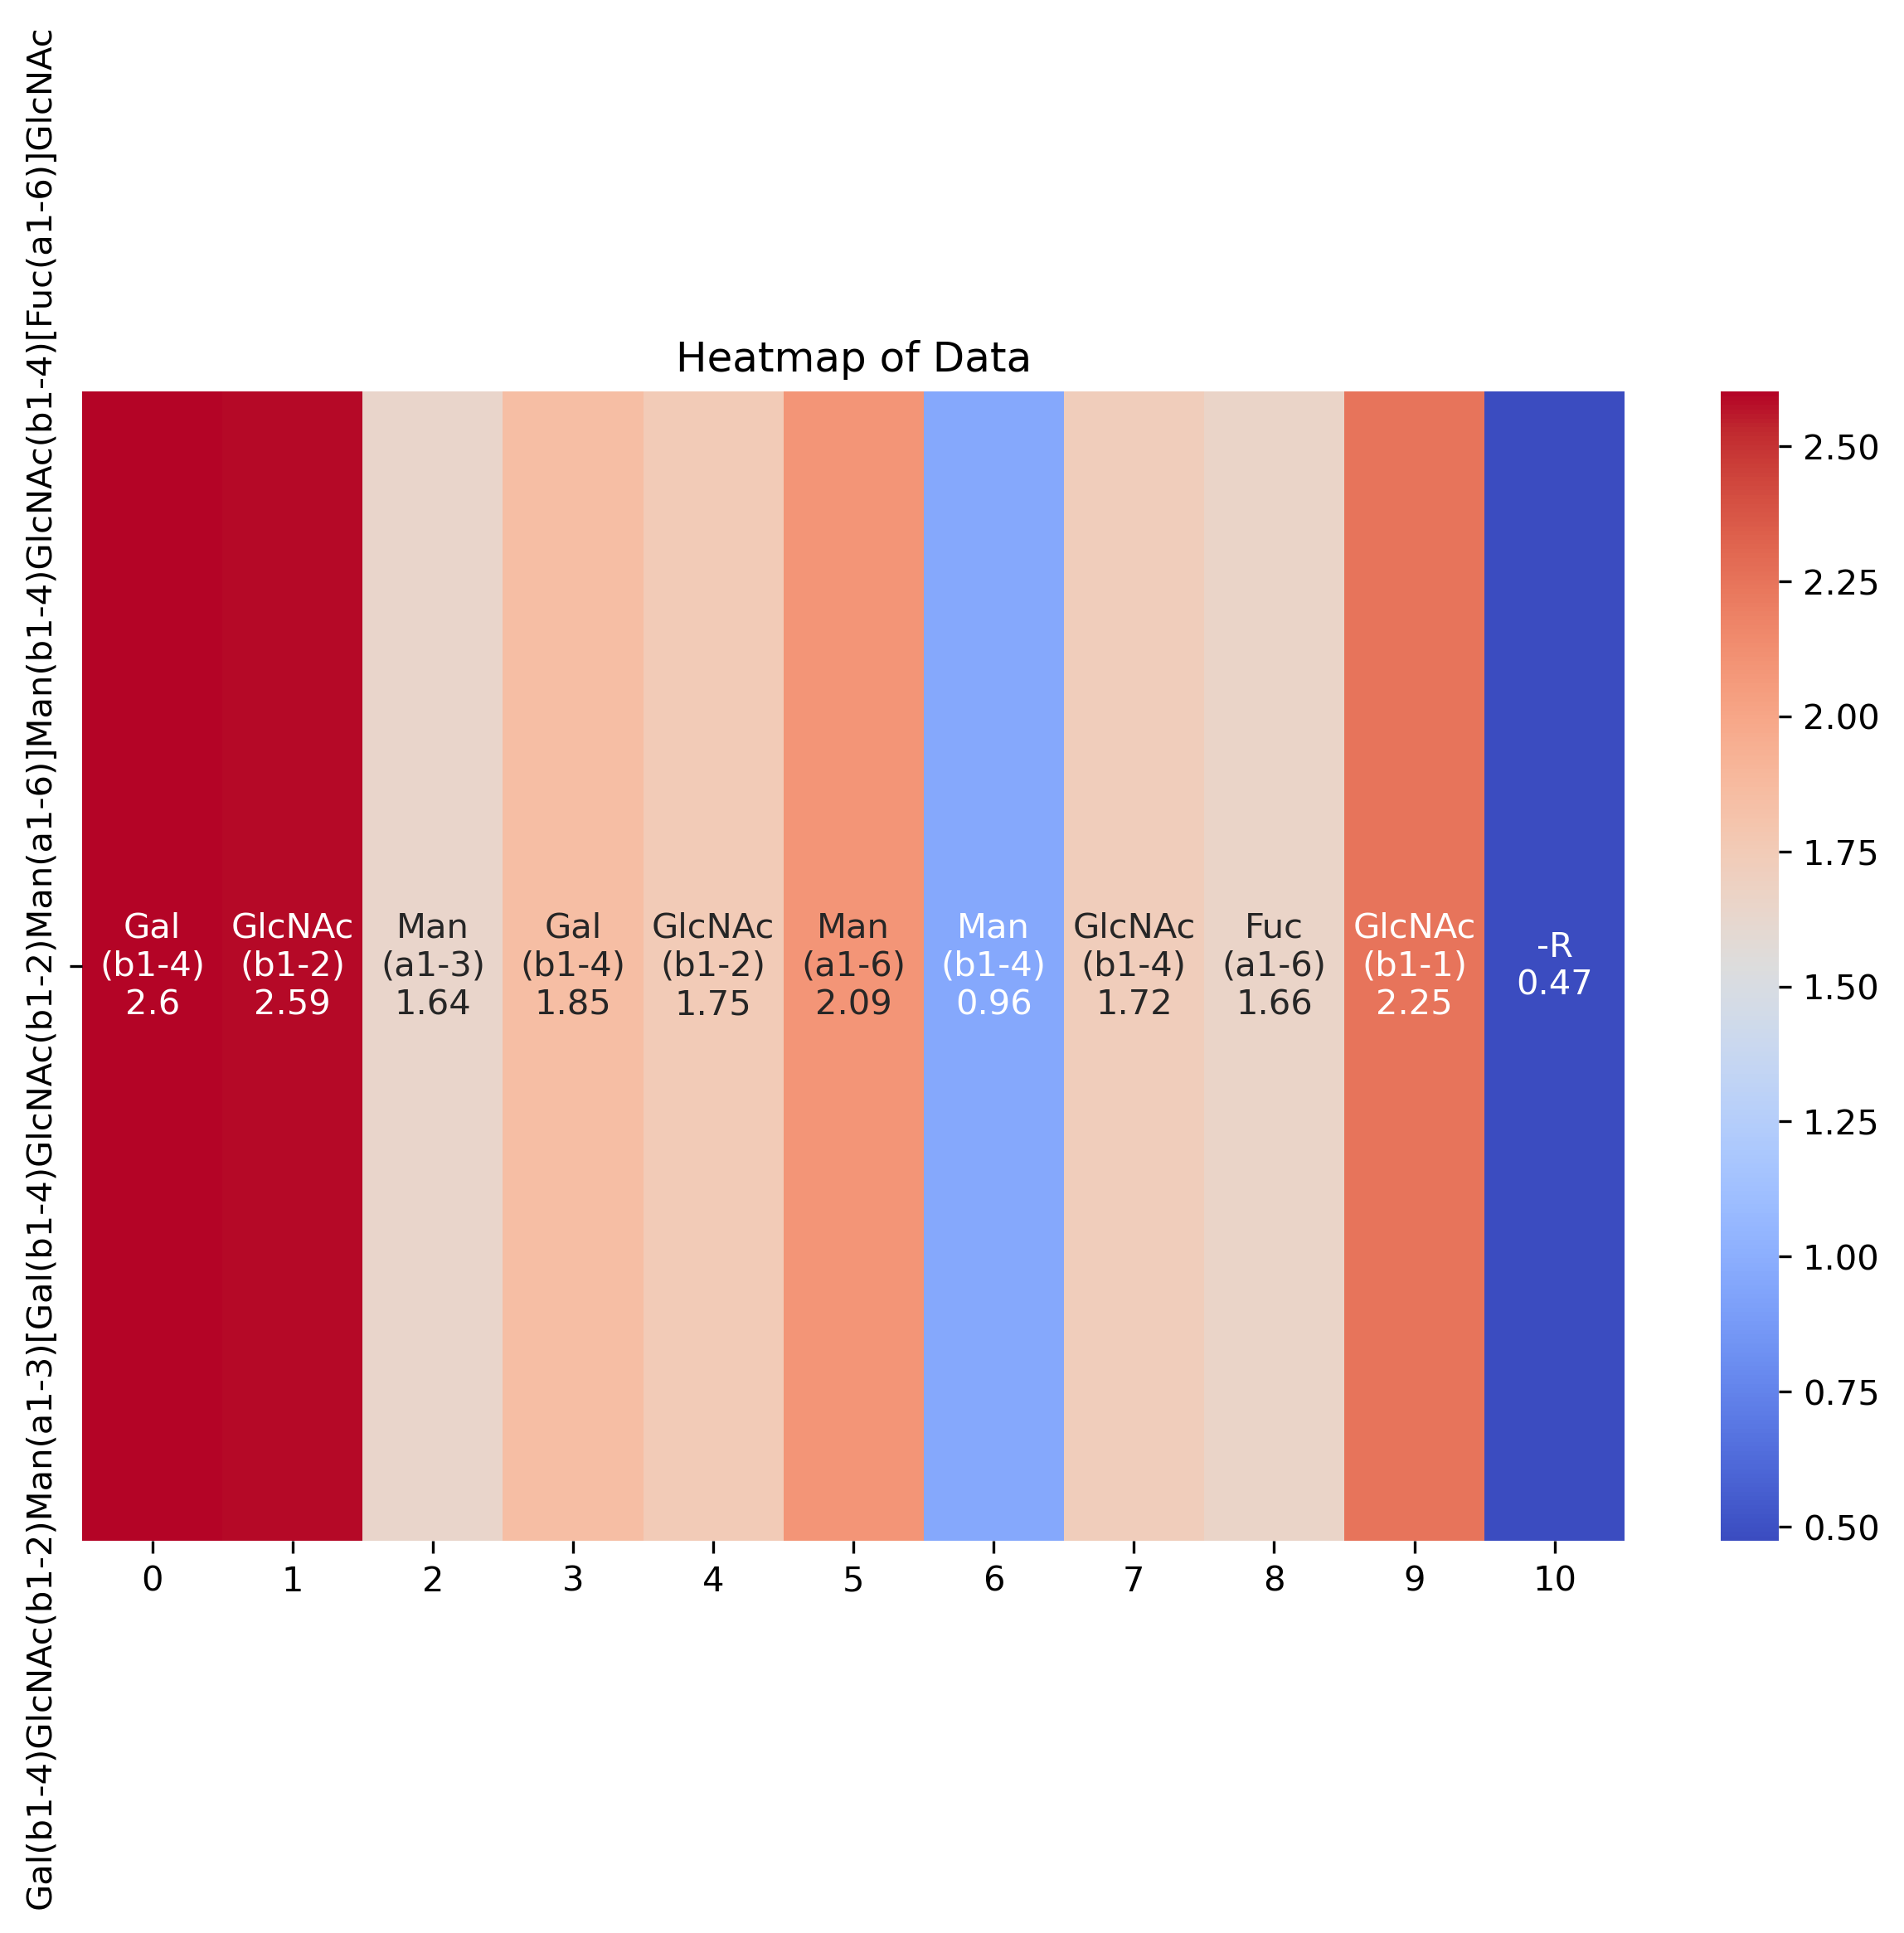 Heatmap of Data
Gal(b1-4)GlcNAc(b1-2)Man(a1-3)[Gal(b1-4)GlcNAc(b1-2)Man(a1-6)]Man(b1-4)GlcNAc(b1-4)[Fuc(a1-6)]GlcNAc
Gal
(b1-4)
2.6
GlcNAc
(b1-2)
2.59
Man
(a1-3)
1.64
Gal
(b1-4)
1.85
GlcNAc
(b1-2)
1.75
Man
(a1-6)
2.09
Man
(b1-4)
0.96
GlcNAc
(b1-4)
1.72
Fuc
(a1-6)
1.66
GlcNAc
(b1-1)
2.25
-R
0.47
0 1 2 3 4 5 6 7 8 9 10
2.50
2.25
2.00
1.75
1.50
1.25
1.00
0.75
0.50